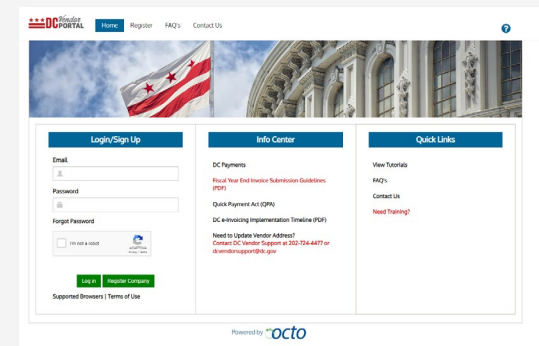 DC Vendor PORTAL
Home Register FAQ's Contact Us
?
Login/Sign Up
Email
Password
Forgot Password
I'm not a robot
reCAPTCHA
Privacy - Terms
Log in Register Company
Supported Browsers | Terms of Use
Info Center
DC Payments
Fiscal Year End Invoice Submission Guidelines
(PDF)
Quick Payment Act (QPA)
DC e-Invoicing Implementation Timeline (PDF)
Need to Update Vendor Address?
Contact DC Vendor Support at 202-724-4477 or
dcvendorsupport@dc.gov
Quick Links
View Tutorials
FAQ's
Contact Us
Need Training?
Powered by octo